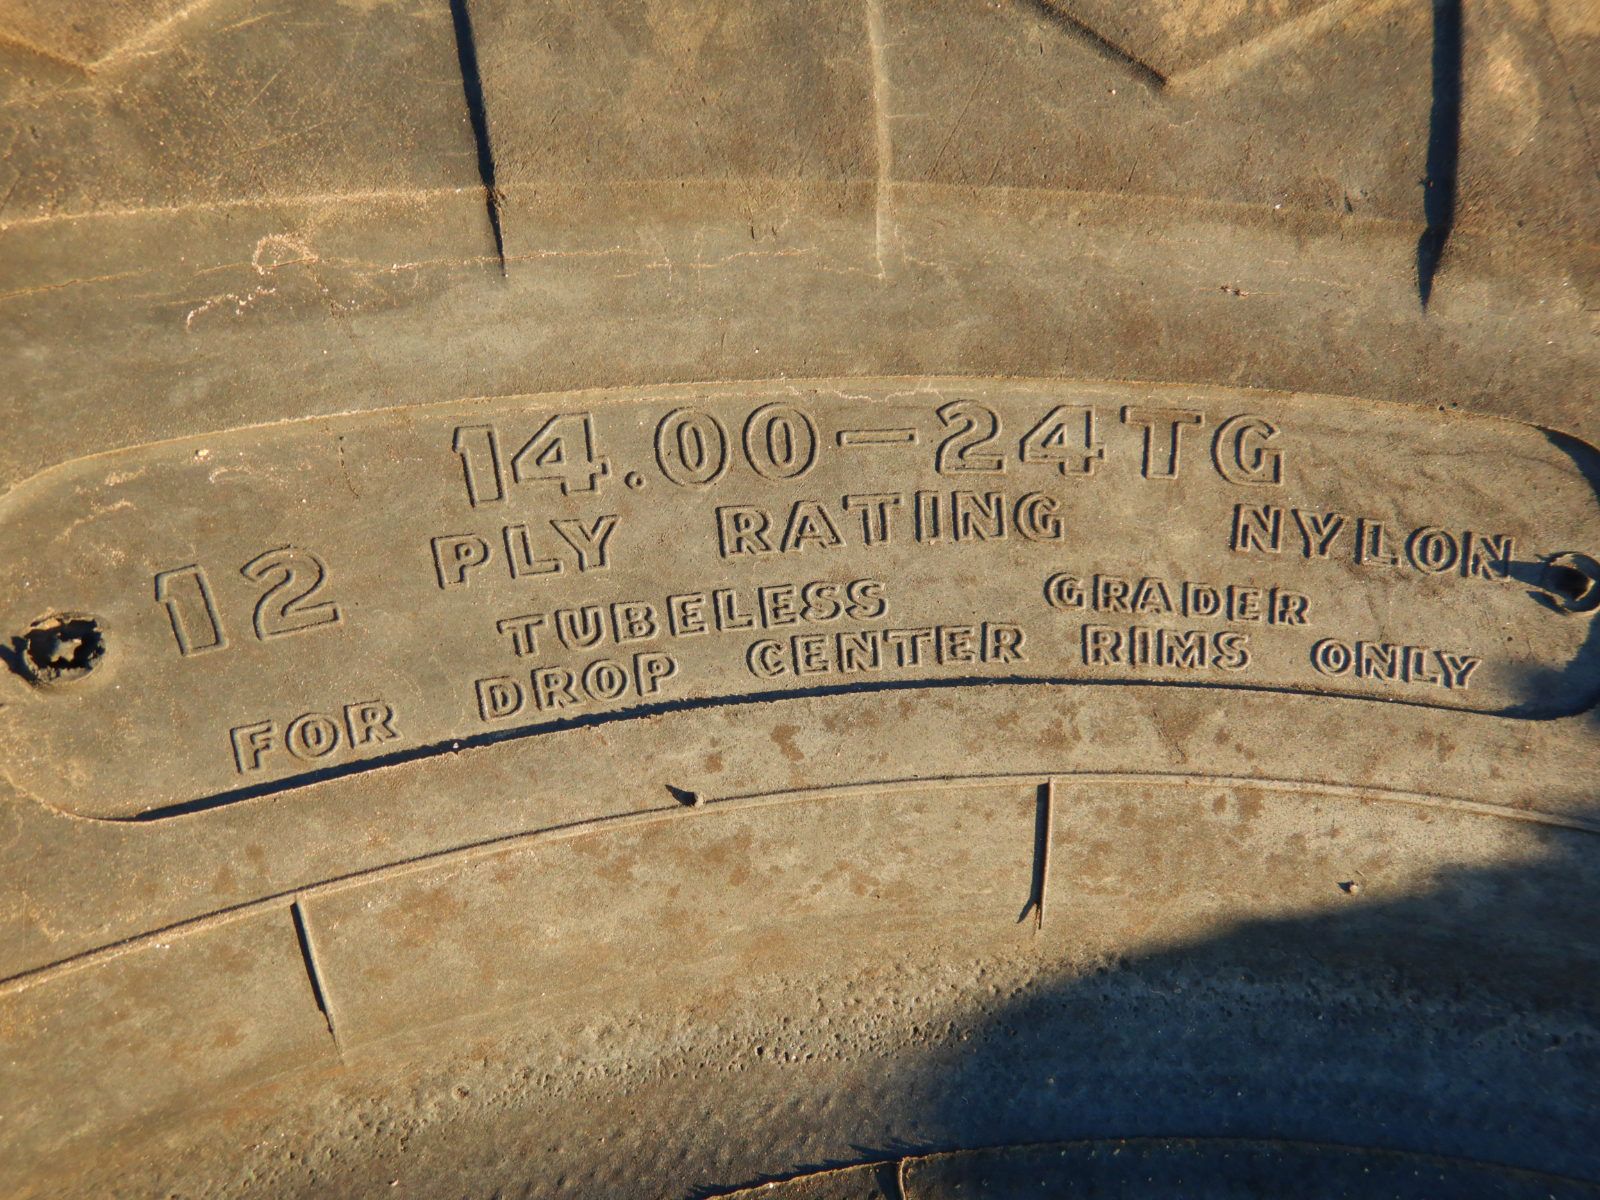 14.00-24TG
12 PLY RATING NYLON
TUBELESS GRADER
FOR DROP CENTER RIMS ONLY